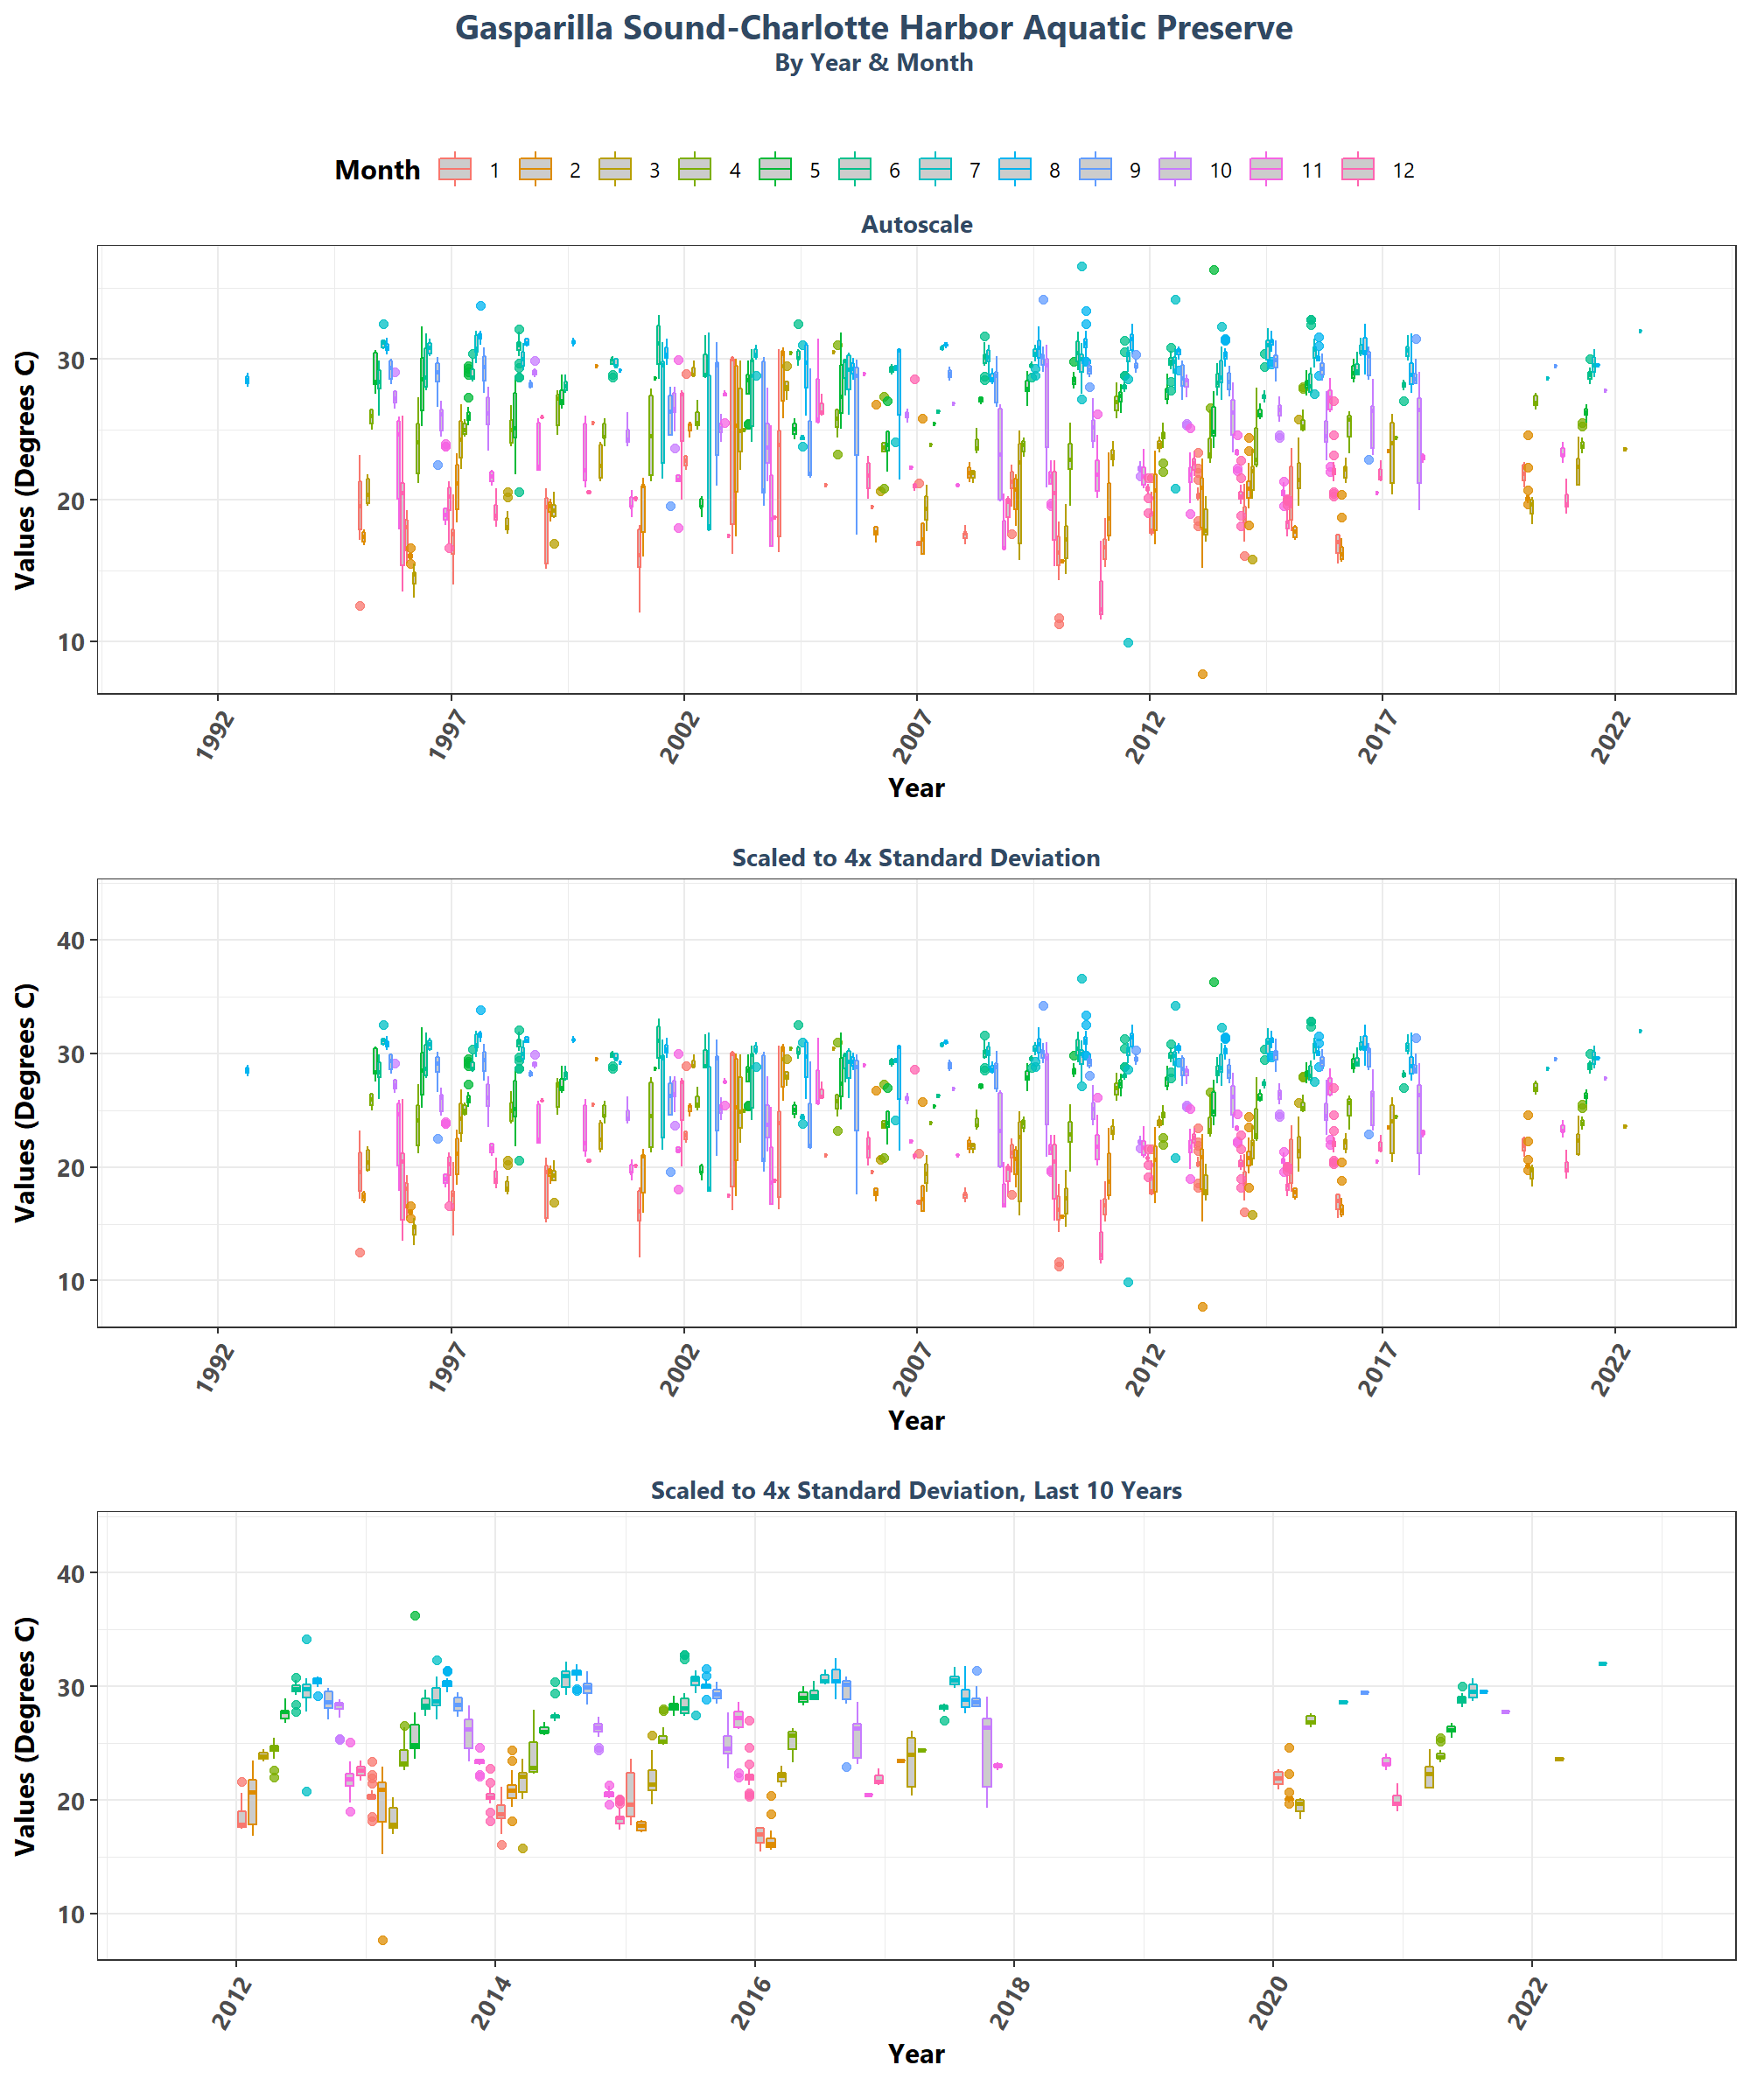 Gasparilla Sound-Charlotte Harbor Aquatic Preserve
By Year & Month
Month 1 2 3 4 5 6 7 8 9 10 11 12
Autoscale
Values (Degrees C)
30
20
10
1992 1997 2002 2007 2012 2017 2022
Year
Scaled to 4x Standard Deviation
Values (Degrees C)
40
30
20
10
1992 1997 2002 2007 2012 2017 2022
Year
Scaled to 4x Standard Deviation, Last 10 Years
Values (Degrees C)
40
30
20
10
2012 2014 2016 2018 2020 2022
Year